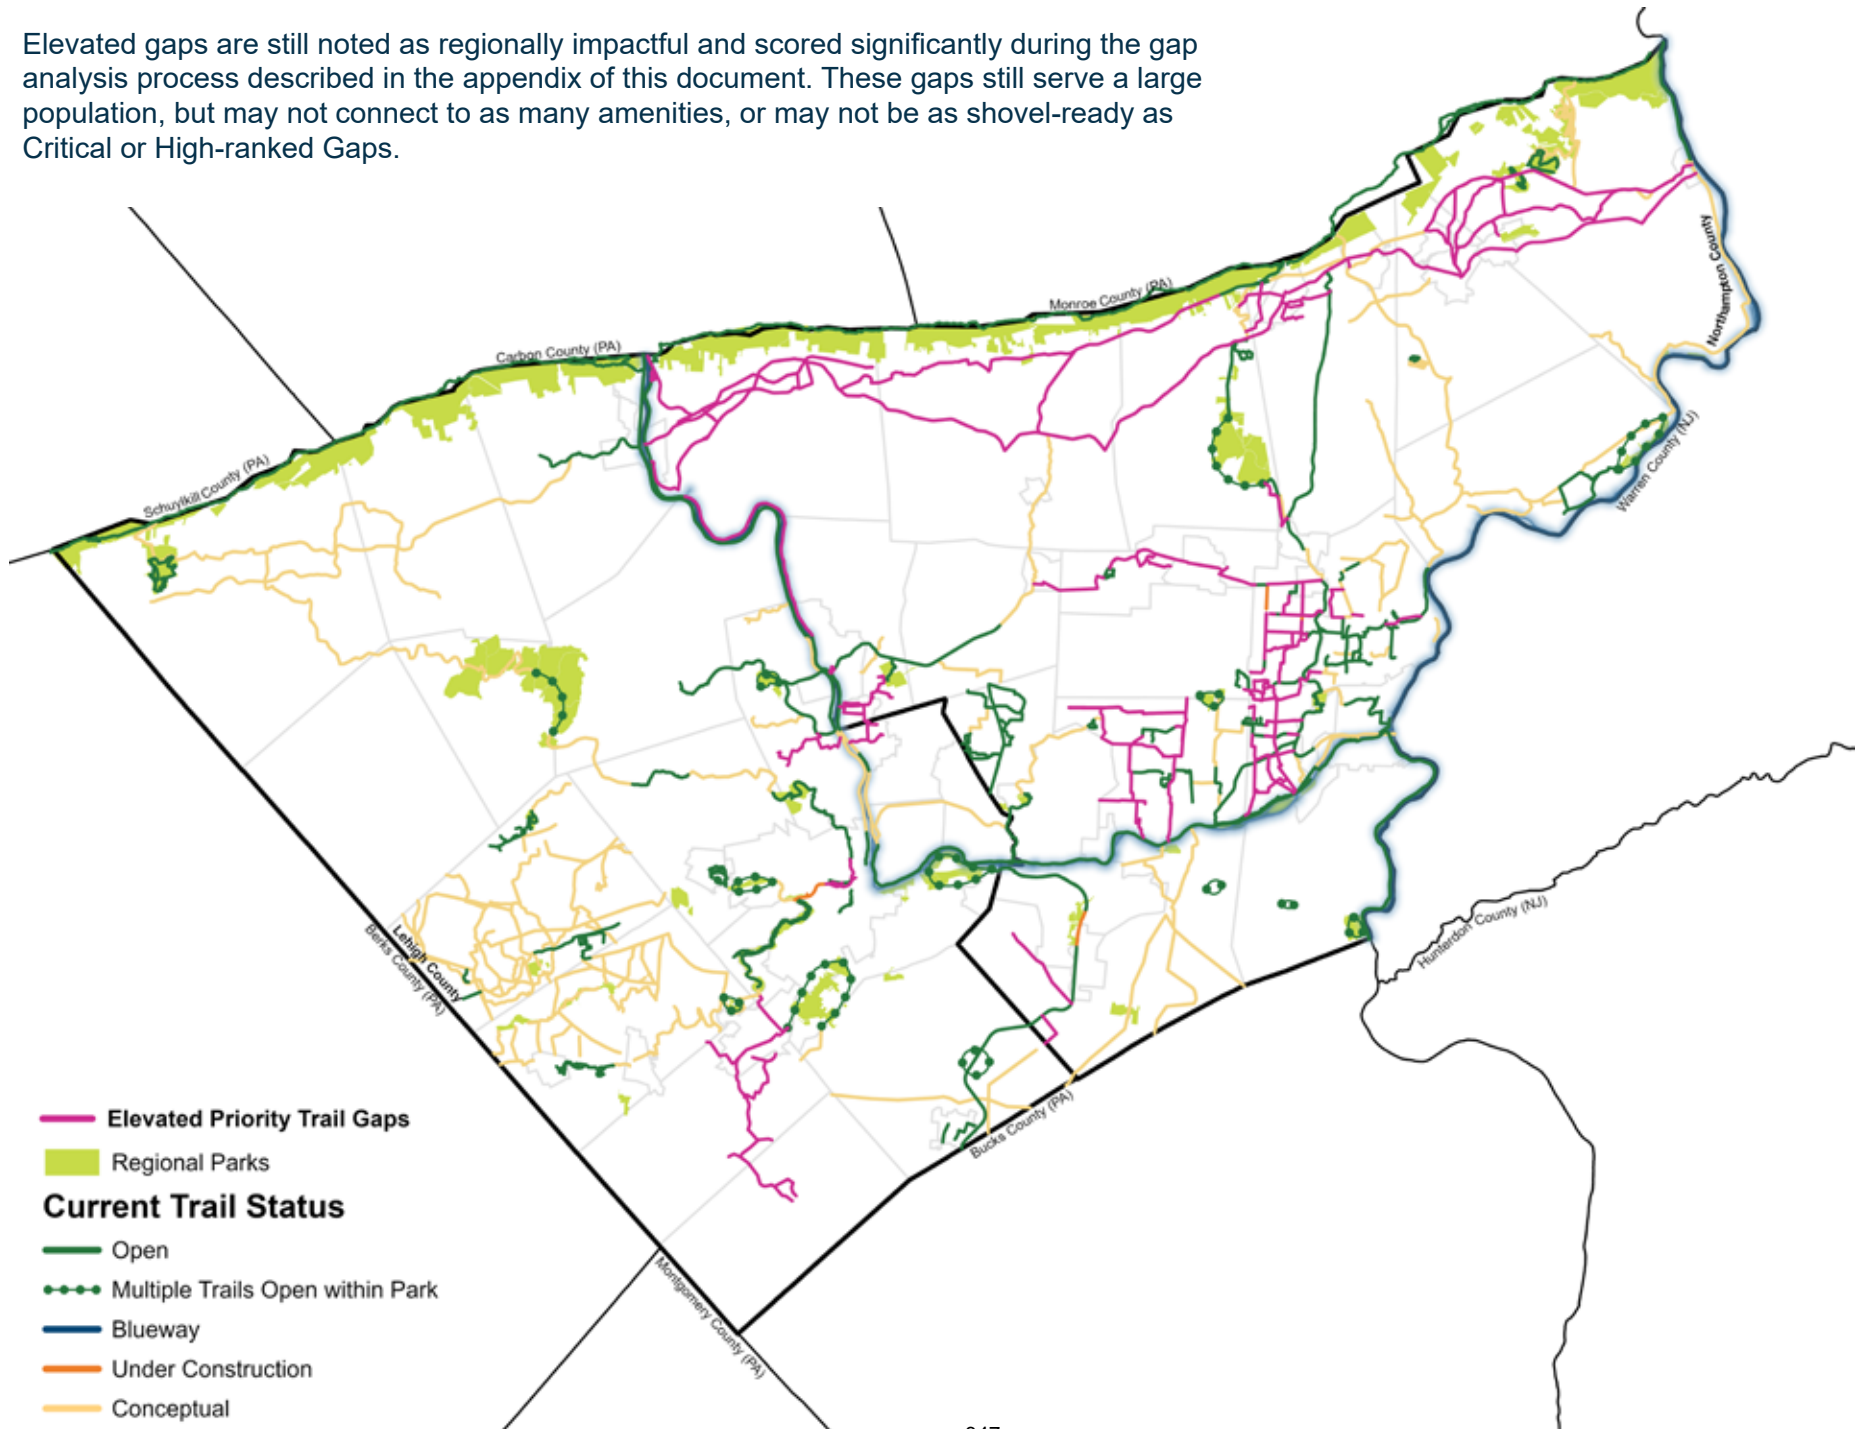 Elevated gaps are still noted as regionally impactful and scored significantly during the gap
analysis process described in the appendix of this document. These gaps still serve a large
population, but may not connect to as many amenities, or may not be as shovel-ready as
Critical or High-ranked Gaps.
Northampton County
Monroe County (PA)
Carbon County (PA)
Schuylkill County (PA)
Warren County (NJ)
Lehigh County
Berks County (PA)
Hunterdon County (NJ)
Bucks County (PA)
Montgomery County (PA)
Elevated Priority Trail Gaps
Regional Parks
Current Trail Status
Open
Multiple Trails Open within Park
Blueway
Under Construction
Conceptual